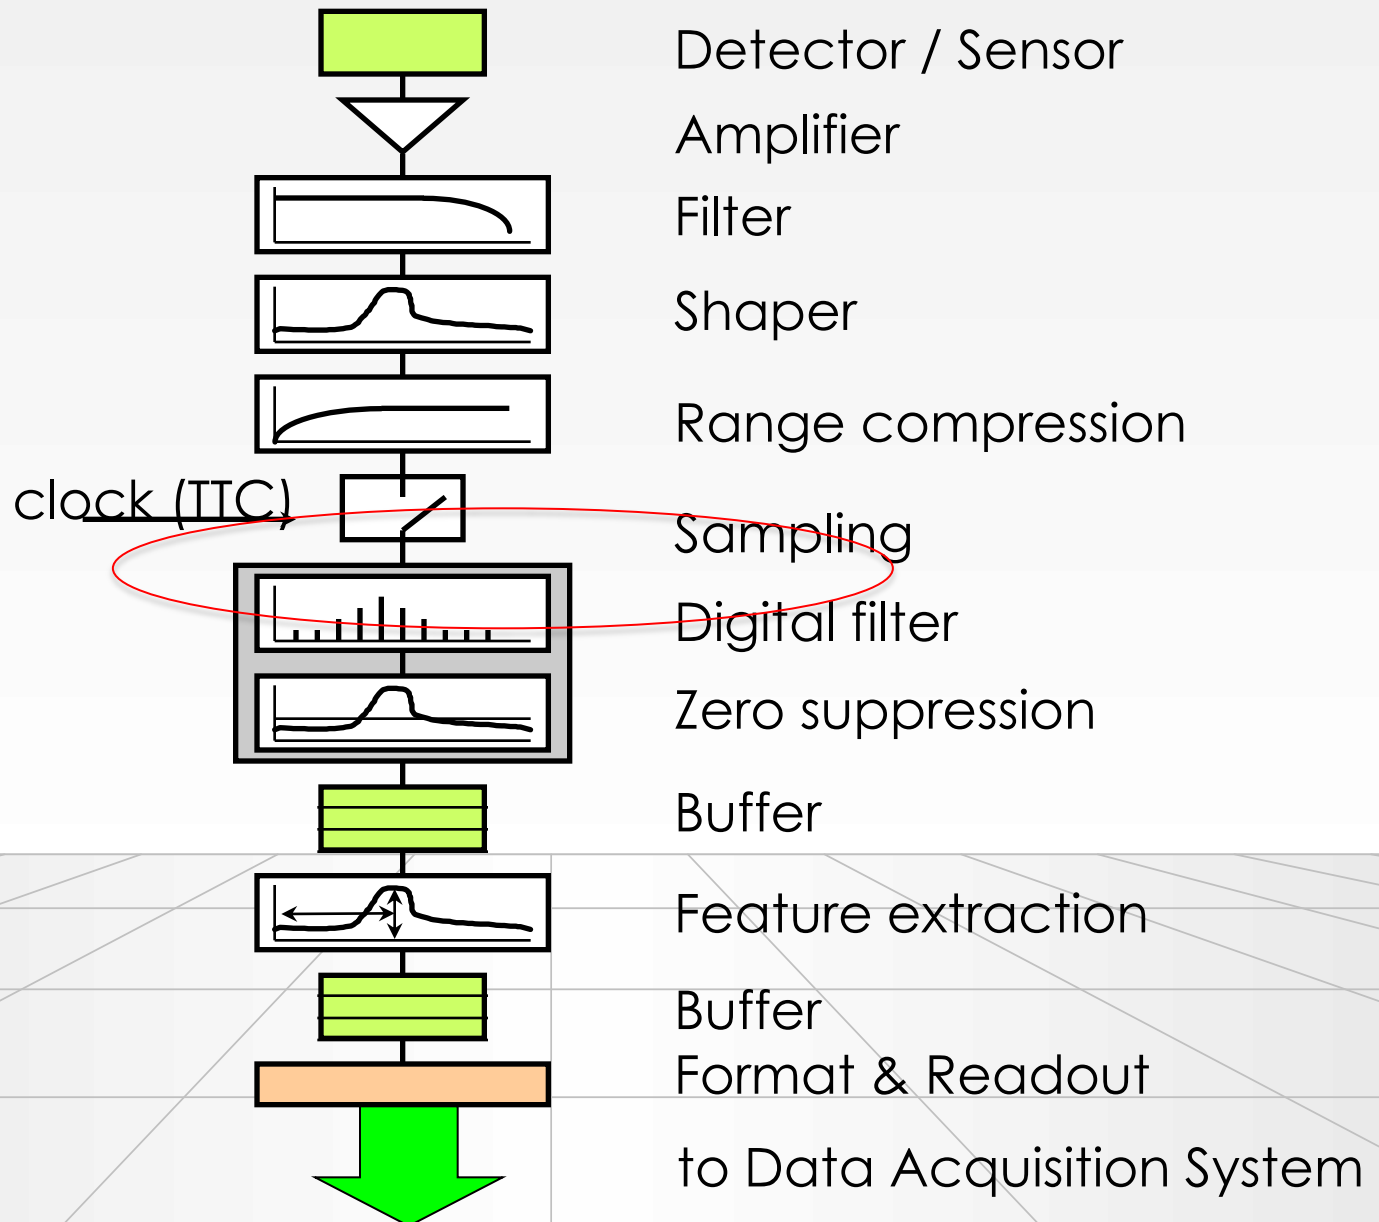 Detector / Sensor
Amplifier
Filter
Shaper
Range compression
clock (TTC)
Sampling
Digital filter
Zero suppression
Buffer
Feature extraction
Buffer
Format & Readout
to Data Acquisition System